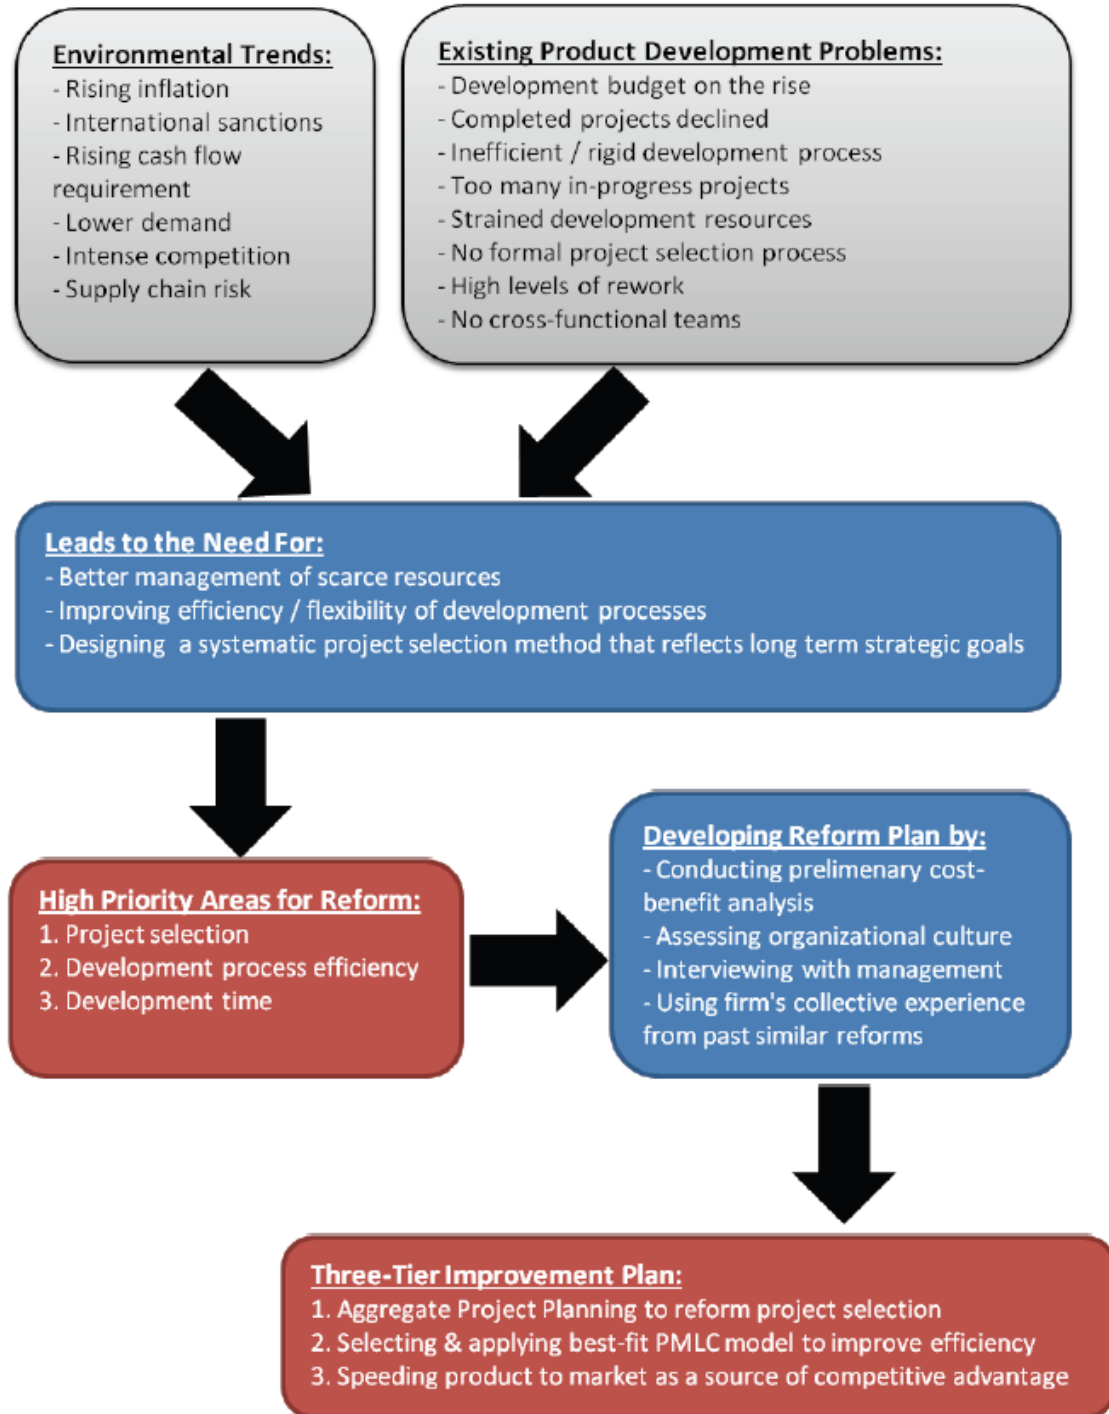 Environmental Trends:
- Rising inflation
- International sanctions
- Rising cash flow
requirement
- Lower demand
- Intense competition
- Supply chain risk
Existing Product Development Problems:
- Development budget on the rise
- Completed projects declined
- Inefficient / rigid development process
- Too many in-progress projects
- Strained development resources
- No formal project selection process
- High levels of rework
- No cross-functional teams
Leads to the Need For:
- Better management of scarce resources
- Improving efficiency / flexibility of development processes
- Designing a systematic project selection method that reflects long term strategic goals
High Priority Areas for Reform:
1. Project selection
2. Development process efficiency
3. Development time
Developing Reform Plan by:
- Conducting prelimenary cost-
benefit analysis
- Assessing organizational culture
- Interviewing with management
- Using firm's collective experience
from past similar reforms
Three-Tier Improvement Plan:
1. Aggregate Project Planning to reform project selection
2. Selecting & applying best-fit PMLC model to improve efficiency
3. Speeding product to market as a source of competitive advantage